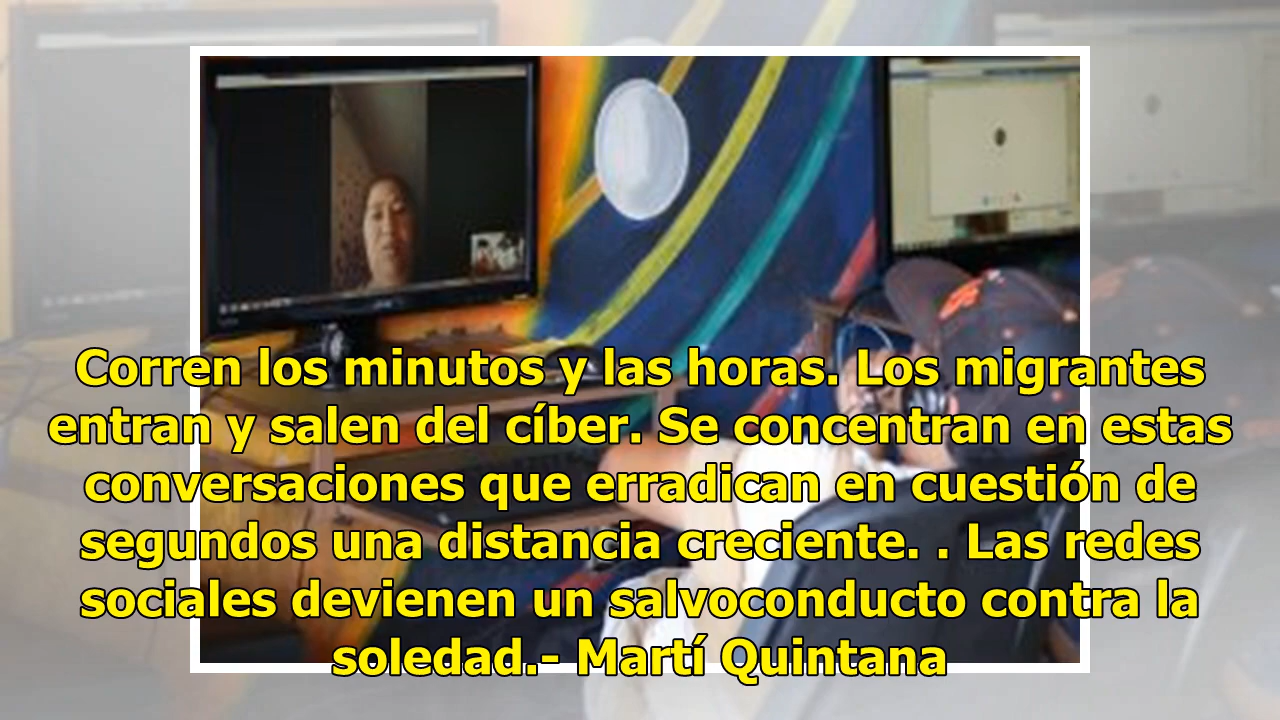 Corren los minutos y las horas. Los migrantes
entran y salen del cíber. Se concentran en estas
conversaciones que erradican en cuestión de
segundos una distancia creciente. . Las redes
sociales devienen un salvoconducto contra la
soledad.- Martí Quintana